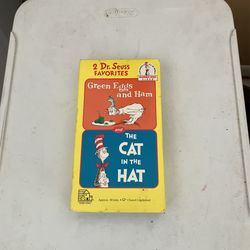 2 Dr. Seuss
FAVORITES
Green Eggs
and Ham
and
THE
CAT
IN THE
HAT